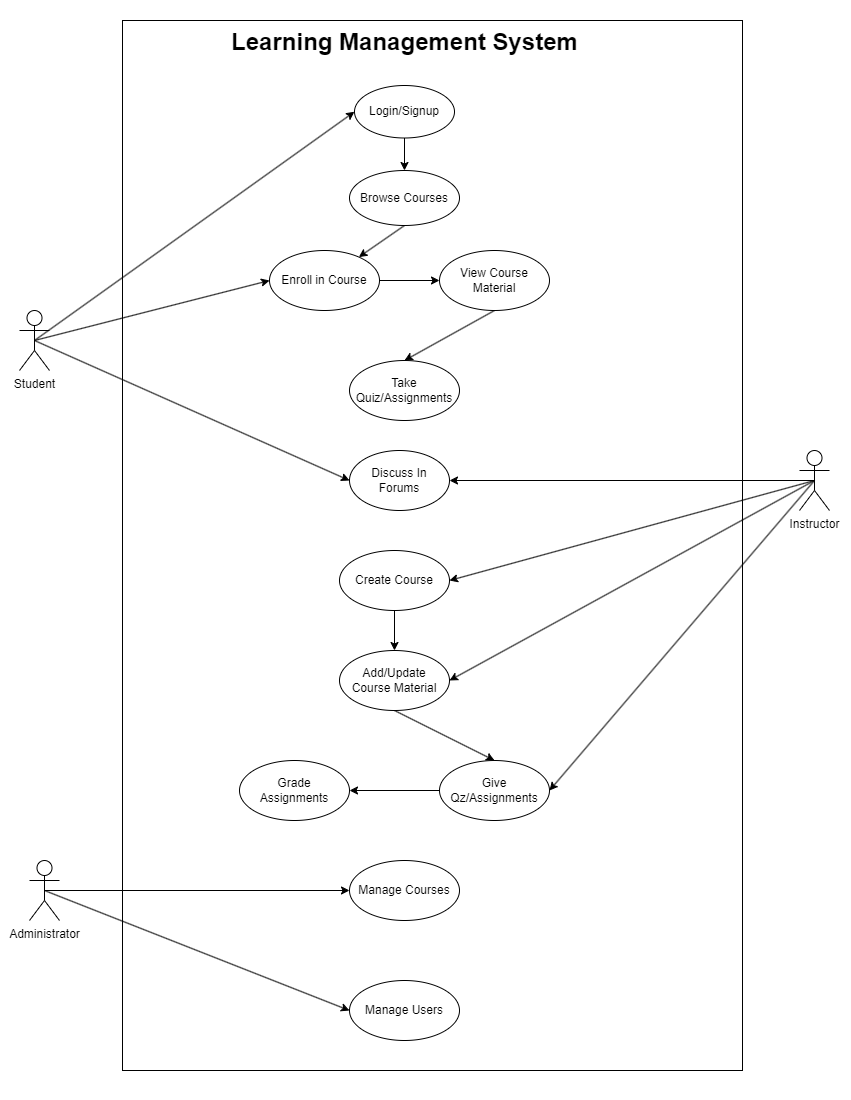 Learning Management System
Login/Signup
Browse Courses
Enroll in Course
View Course
Material
Student
Take
Quiz/Assignments
Discuss In
Forums
Instructor
Create Course
Add/Update
Course Material
Grade
Assignments
Give
Qz/Assignments
Manage Courses
Administrator
Manage Users